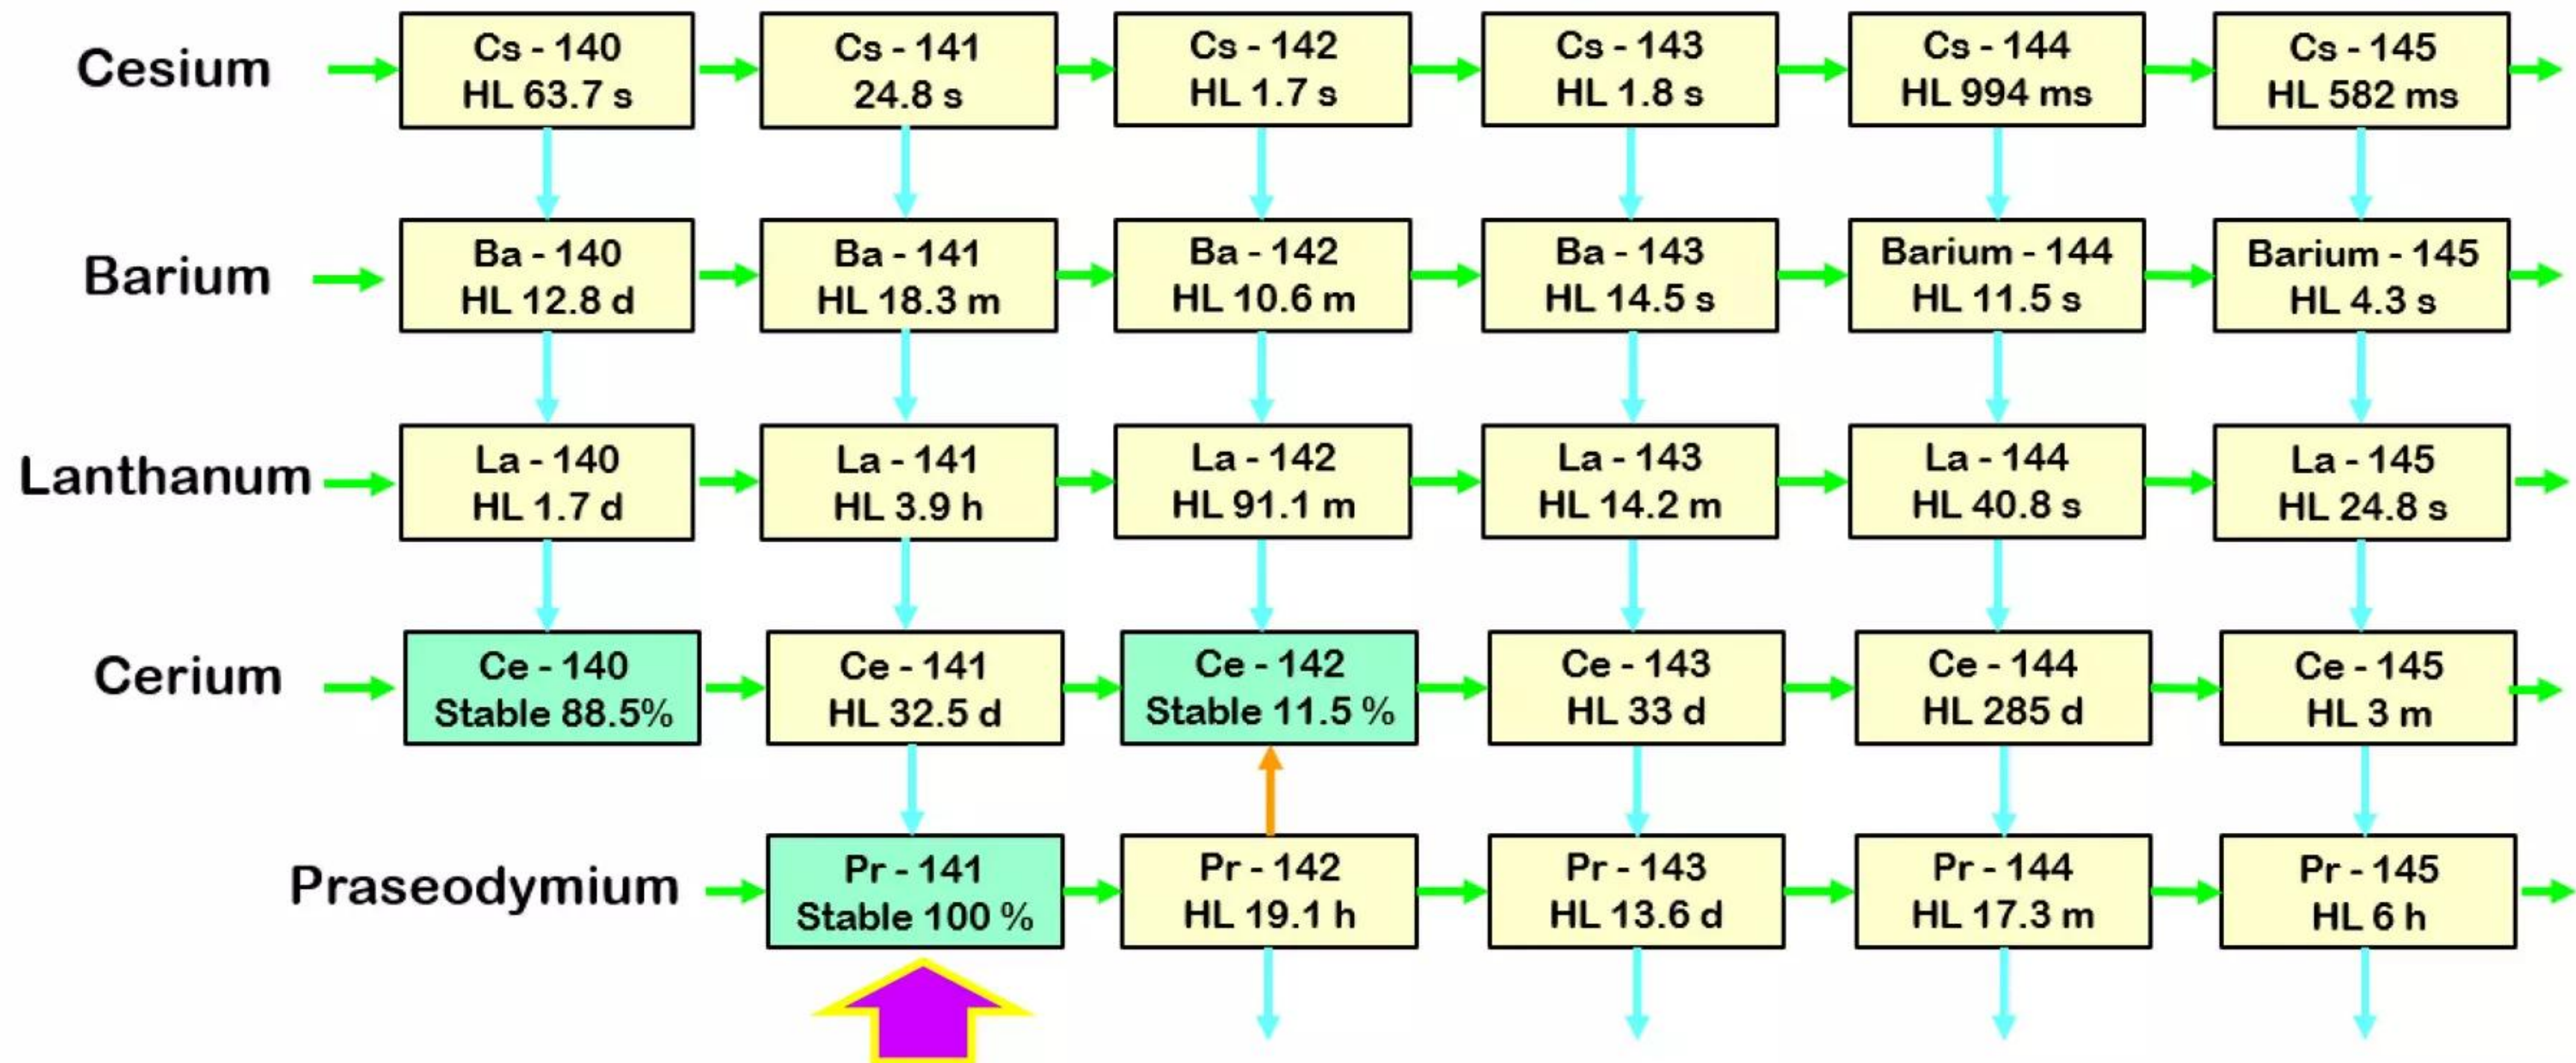 Cesium
Cs - 140
HL 63.7 s
Cs - 141
24.8 s
Cs - 142
HL 1.7 s
Cs - 143
HL 1.8 s
Cs - 144
HL 994 ms
Cs - 145
HL 582 ms
Barium
Ba - 140
HL 12.8 d
Ba - 141
HL 18.3 m
Ba - 142
HL 10.6 m
Ba - 143
HL 14.5 s
Barium - 144
HL 11.5 s
Barium - 145
HL 4.3 s
Lanthanum
La - 140
HL 1.7 d
La - 141
HL 3.9 h
La - 142
HL 91.1 m
La - 143
HL 14.2 m
La - 144
HL 40.8 s
La - 145
HL 24.8 s
Cerium
Ce - 140
Stable 88.5%
Ce - 141
HL 32.5 d
Ce - 142
Stable 11.5 %
Ce - 143
HL 33 d
Ce - 144
HL 285 d
Ce - 145
HL 3 m
Praseodymium
Pr - 141
Stable 100 %
Pr - 142
HL 19.1 h
Pr - 143
HL 13.6 d
Pr - 144
HL 17.3 m
Pr - 145
HL 6 h